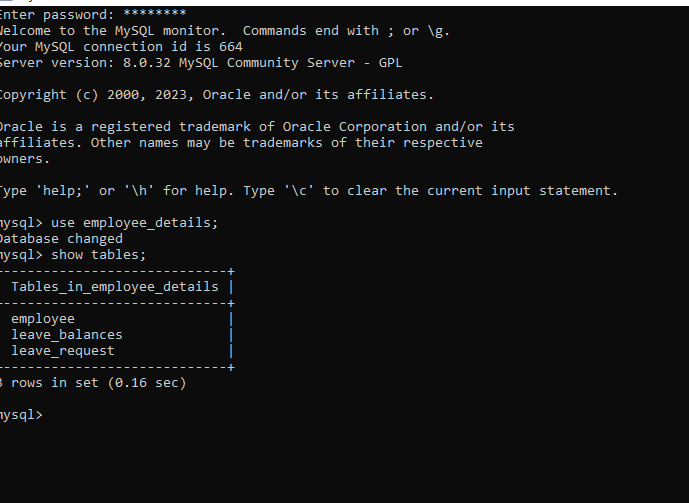 Enter password: ********
Welcome to the MySQL monitor.  Commands end with ; or \g.
Your MySQL connection id is 664
Server version: 8.0.32 MySQL Community Server - GPL
Copyright (c) 2000, 2023, Oracle and/or its affiliates.
Oracle is a registered trademark of Oracle Corporation and/or its
affiliates. Other names may be trademarks of their respective
owners.
Type 'help;' or '\h' for help. Type '\c' to clear the current input statement.
mysql> use employee_details;
Database changed
mysql> show tables;
-----------------------------+
Tables_in_employee_details |
-----------------------------+
employee                   |
leave_balances             |
leave_request              |
-----------------------------+
3 rows in set (0.16 sec)
mysql>